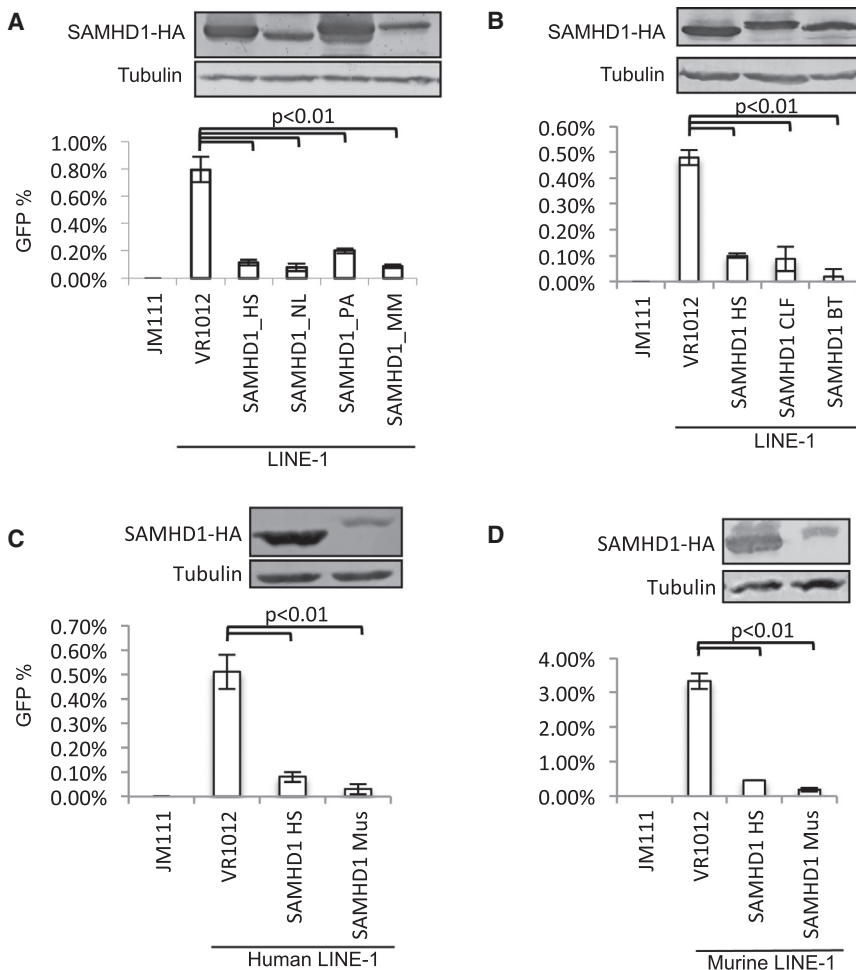 A
SAMHD1-HA
Tubulin
p<0.01
1.00%
0.80%
0.60%
0.40%
0.20%
0.00%
GFP %
JM111
VR1012
SAMHD1_HS
SAMHD1_NL
SAMHD1_PA
SAMHD1_MM
LINE-1
B
SAMHD1-HA
Tubulin
p<0.01
0.60%
0.50%
0.40%
0.30%
0.20%
0.10%
0.00%
JM111
VR1012
SAMHD1 HS
SAMHD1 CLF
SAMHD1 BT
LINE-1
C
SAMHD1-HA
Tubulin
p<0.01
0.70%
0.60%
0.50%
0.40%
0.30%
0.20%
0.10%
0.00%
GFP %
JM111
VR1012
SAMHD1 HS
SAMHD1 Mus
Human LINE-1
D
SAMHD1-HA
Tubulin
p<0.01
4.00%
3.00%
2.00%
1.00%
0.00%
JM111
VR1012
SAMHD1 HS
SAMHD1 Mus
Murine LINE-1